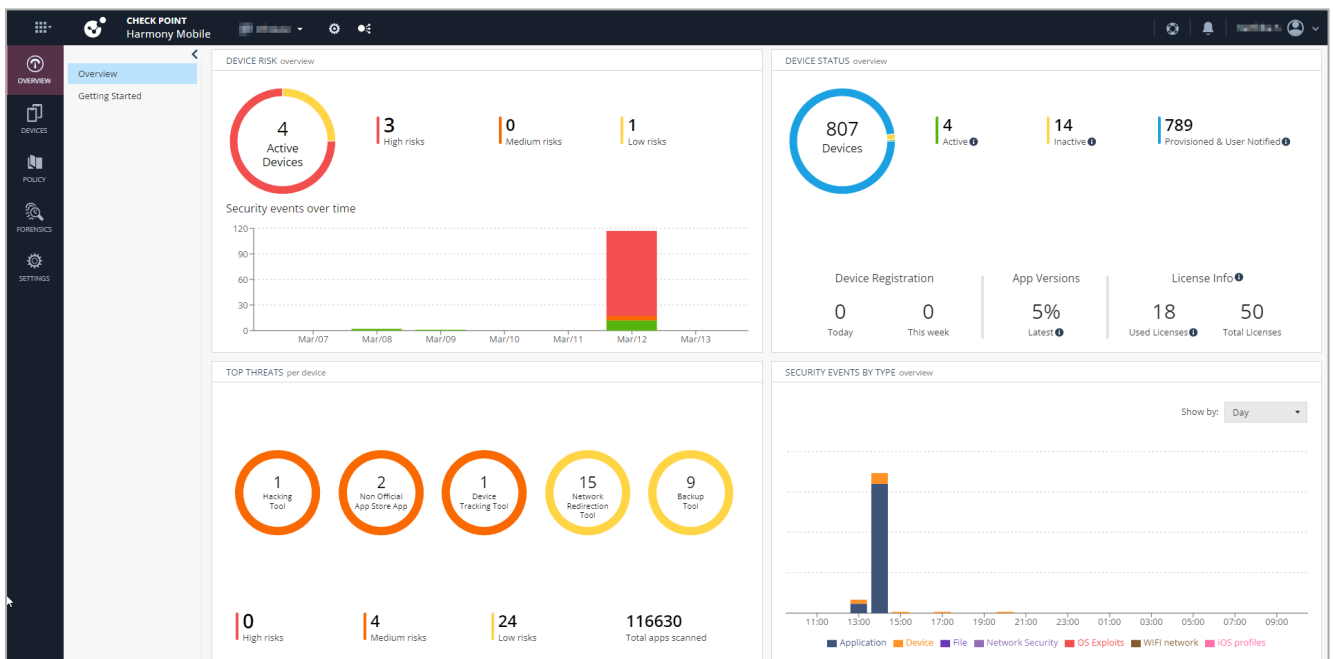 CHECK POINT
Harmony Mobile
OVERVIEW
DEVICES
POLICY
FORENSICS
SETTINGS
Overview
Getting Started
DEVICE RISK overview
4
Active
Devices
3
High risks
0
Medium risks
1
Low risks
Security events over time
120
90
60
30
0
Mar/07 Mar/08 Mar/09 Mar/10 Mar/11 Mar/12 Mar/13
DEVICE STATUS overview
807
Devices
4
Active
14
Inactive
789
Provisioned & User Notified
Device Registration App Versions License Info
0 0 5% 18 50
Today This week Latest Used Licenses Total Licenses
TOP THREATS per device
1
Hacking
Tool
2
Non Official
App Store App
1
Device
Tracking Tool
15
Network
Redirection
Tool
9
Backup
Tool
0
High risks
4
Medium risks
24
Low risks
116630
Total apps scanned
SECURITY EVENTS BY TYPE overview
Show by: Day
11:00 13:00 15:00 17:00 19:00 21:00 23:00 01:00 03:00 05:00 07:00 09:00
Application Device File Network Security OS Exploits WIFI network iOS profiles